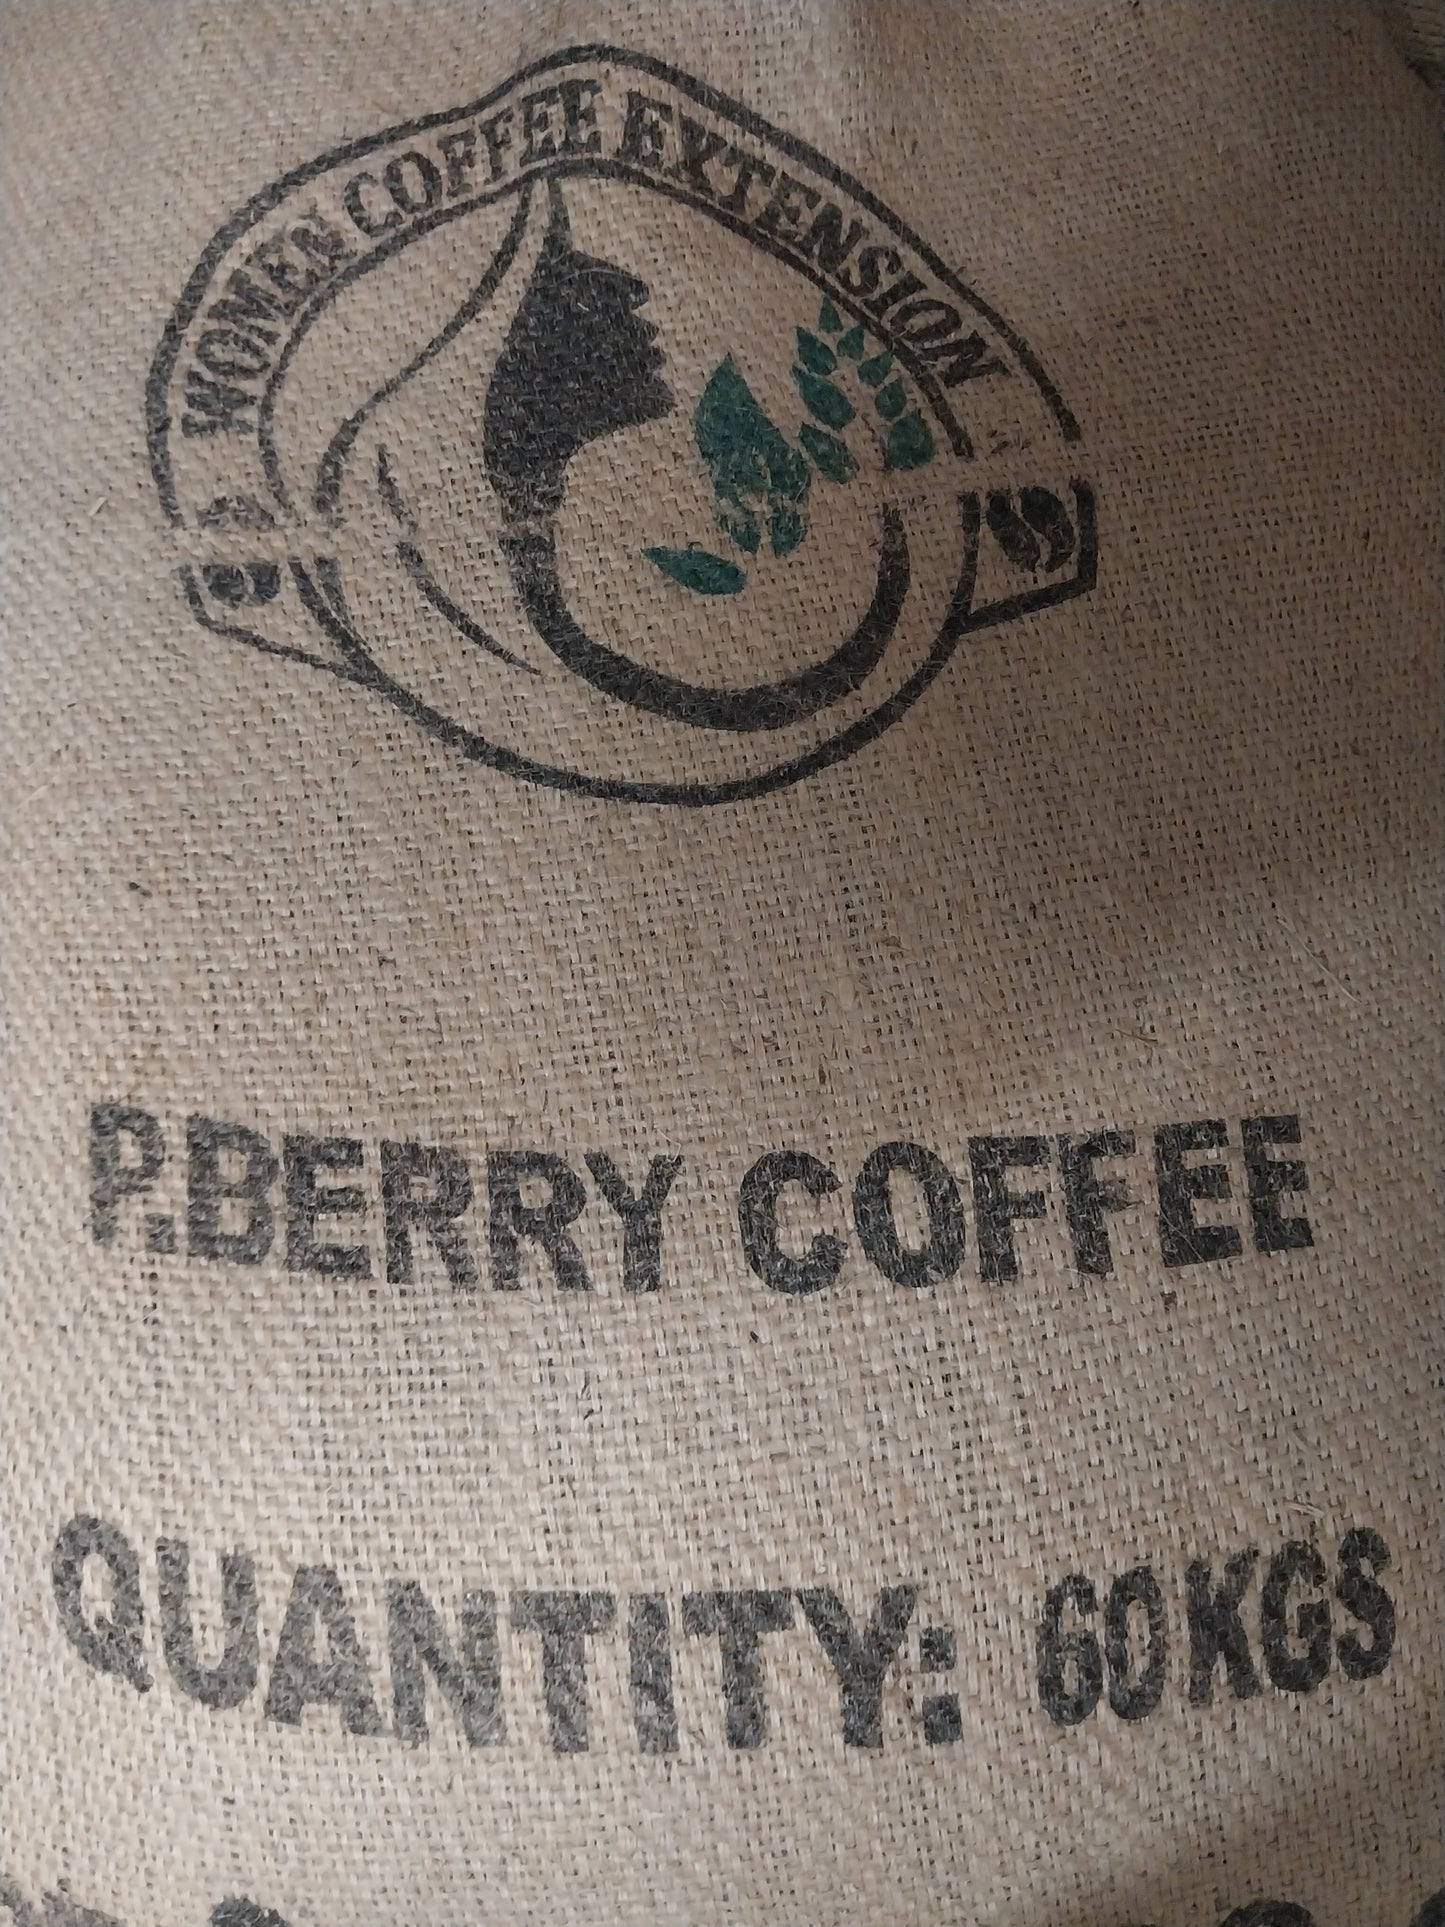 WOMEN COFFEE EXTENSION
P.BERRY COFFEE
QUANTITY: 60KGS